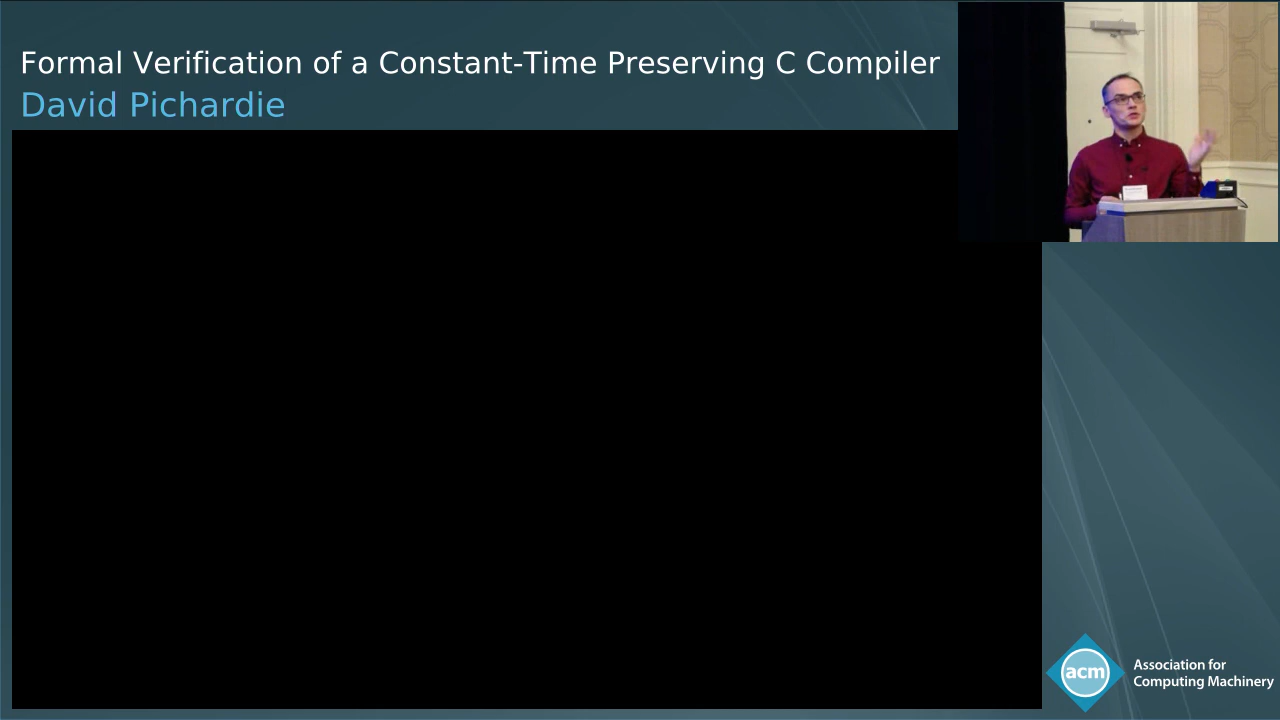 Formal Verification of a Constant-Time Preserving C Compiler
David Pichardie
acm
Association for
Computing Machinery